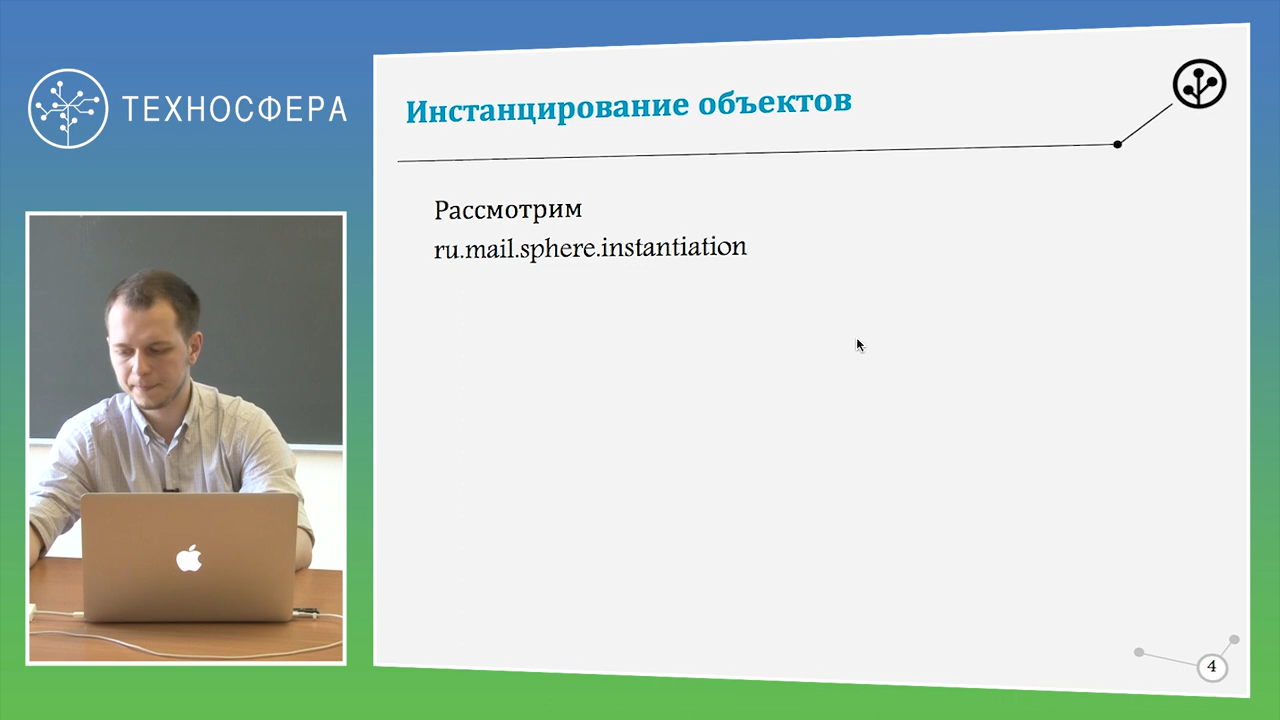 ТЕХНОСФЕРА
Инстанцирование объектов
Рассмотрим
ru.mail.sphere.instantiation
4